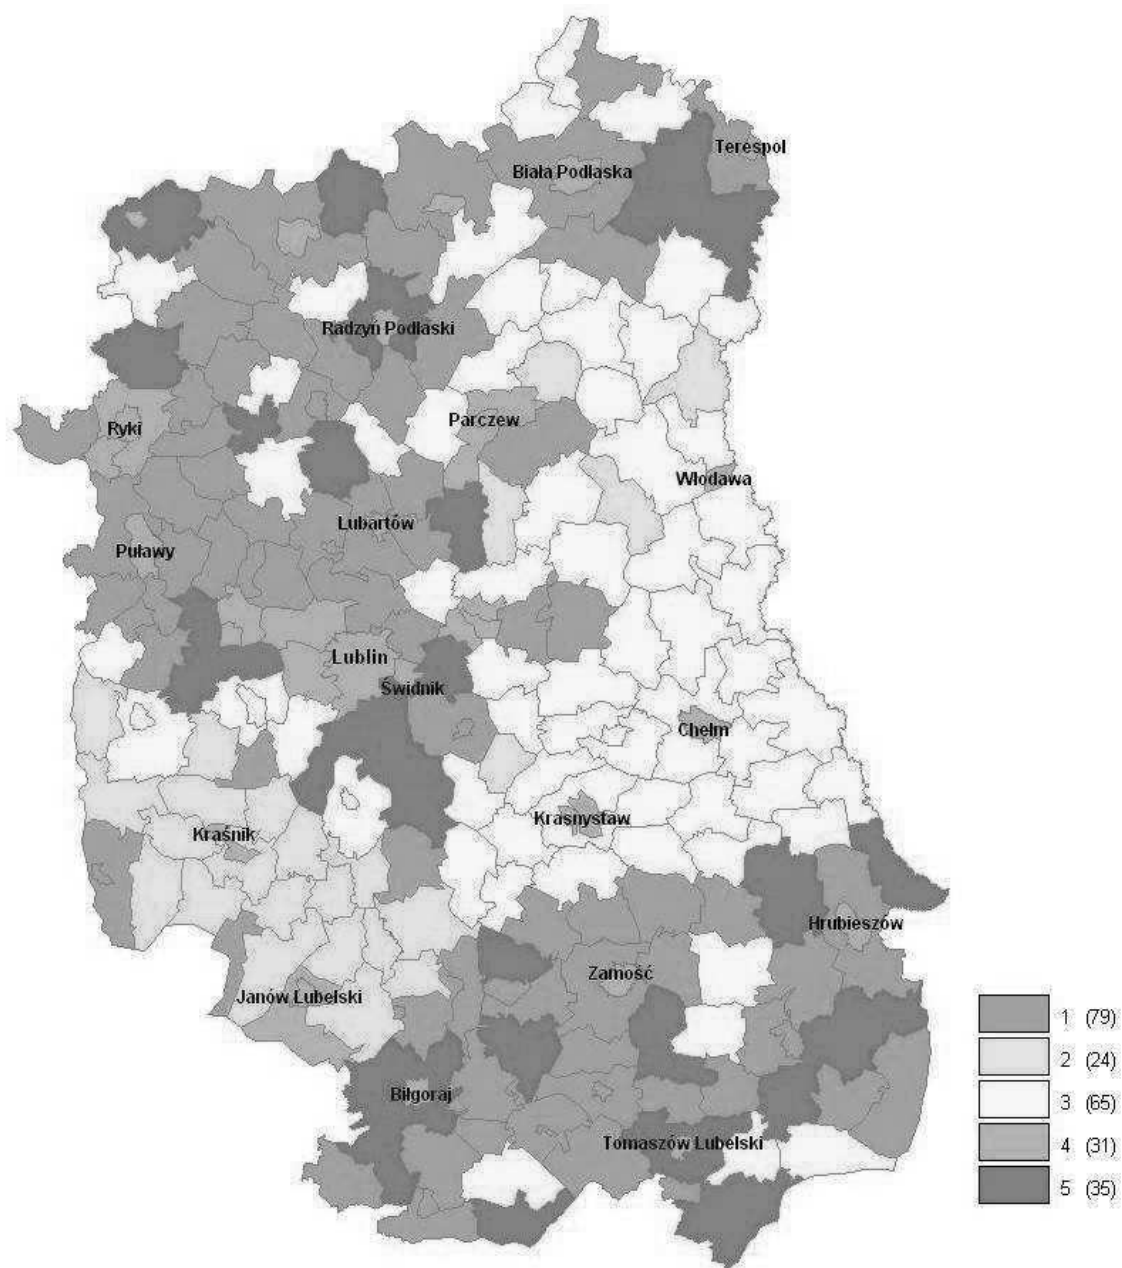 Terespol
Biała Podlaska
Radzyń Podlaski
Parczew
Ryki
Włodawa
Lubartów
Puławy
Lublin
Świdnik
Chełm
Krasnystaw
Kraśnik
Hrubieszów
Zamość
Janów Lubelski
Biłgoraj
Tomaszów Lubelski
1 (79)
2 (24)
3 (65)
4 (31)
5 (35)